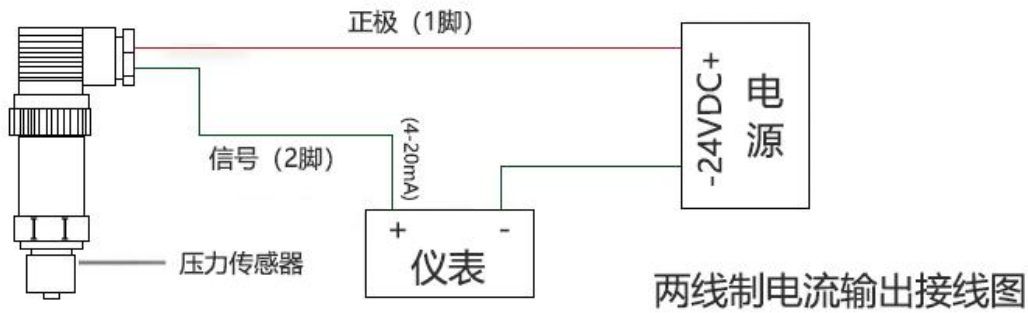 正极（1脚）
-24VDC+
电源
(4-20mA)
信号（2脚）
+ -
仪表
压力传感器
两线制电流输出接线图